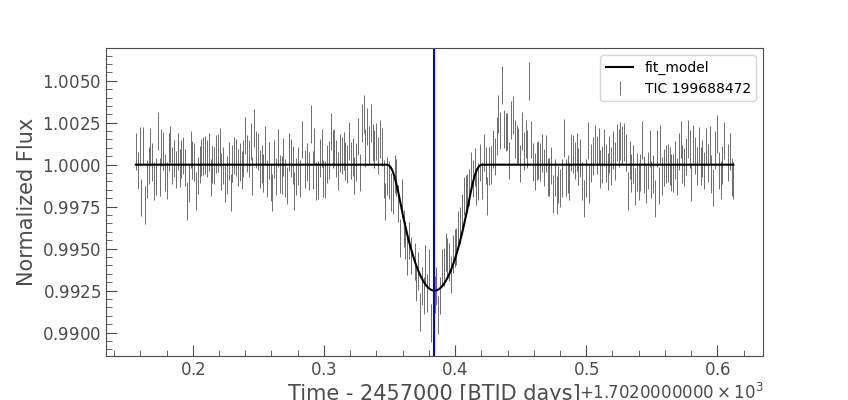 fit_model
TIC 199688472
1.0050
1.0025
1.0000
0.9975
0.9950
0.9925
0.9900
Normalized Flux
0.2 0.3 0.4 0.5 0.6
Time - 2457000 [BTJD days] +1.7020000000 × 10³